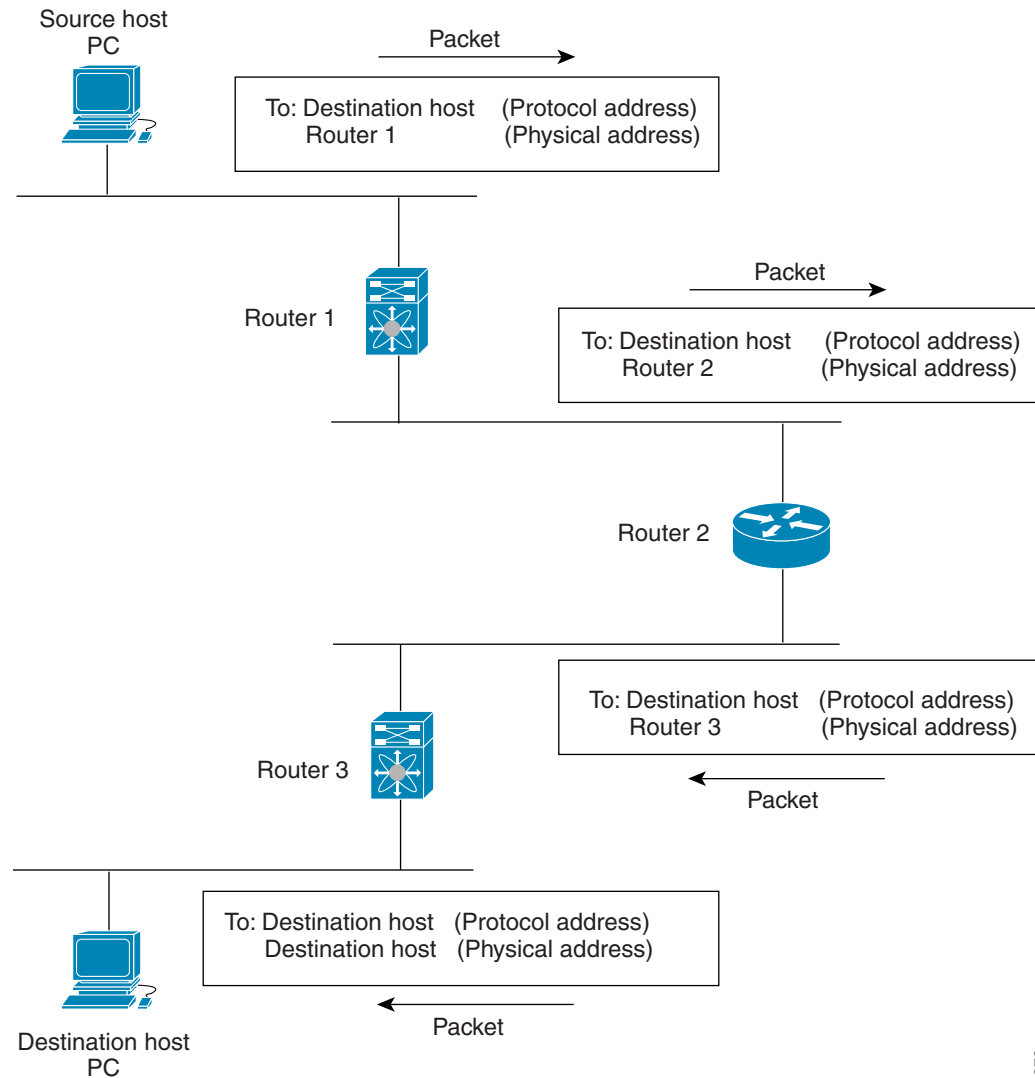 Source host
PC
Packet
To: Destination host (Protocol address)
Router 1 (Physical address)
Router 1
Packet
To: Destination host (Protocol address)
Router 2 (Physical address)
Router 2
To: Destination host (Protocol address)
Router 3 (Physical address)
Router 3
Packet
To: Destination host (Protocol address)
Destination host (Physical address)
Packet
Destination host
PC